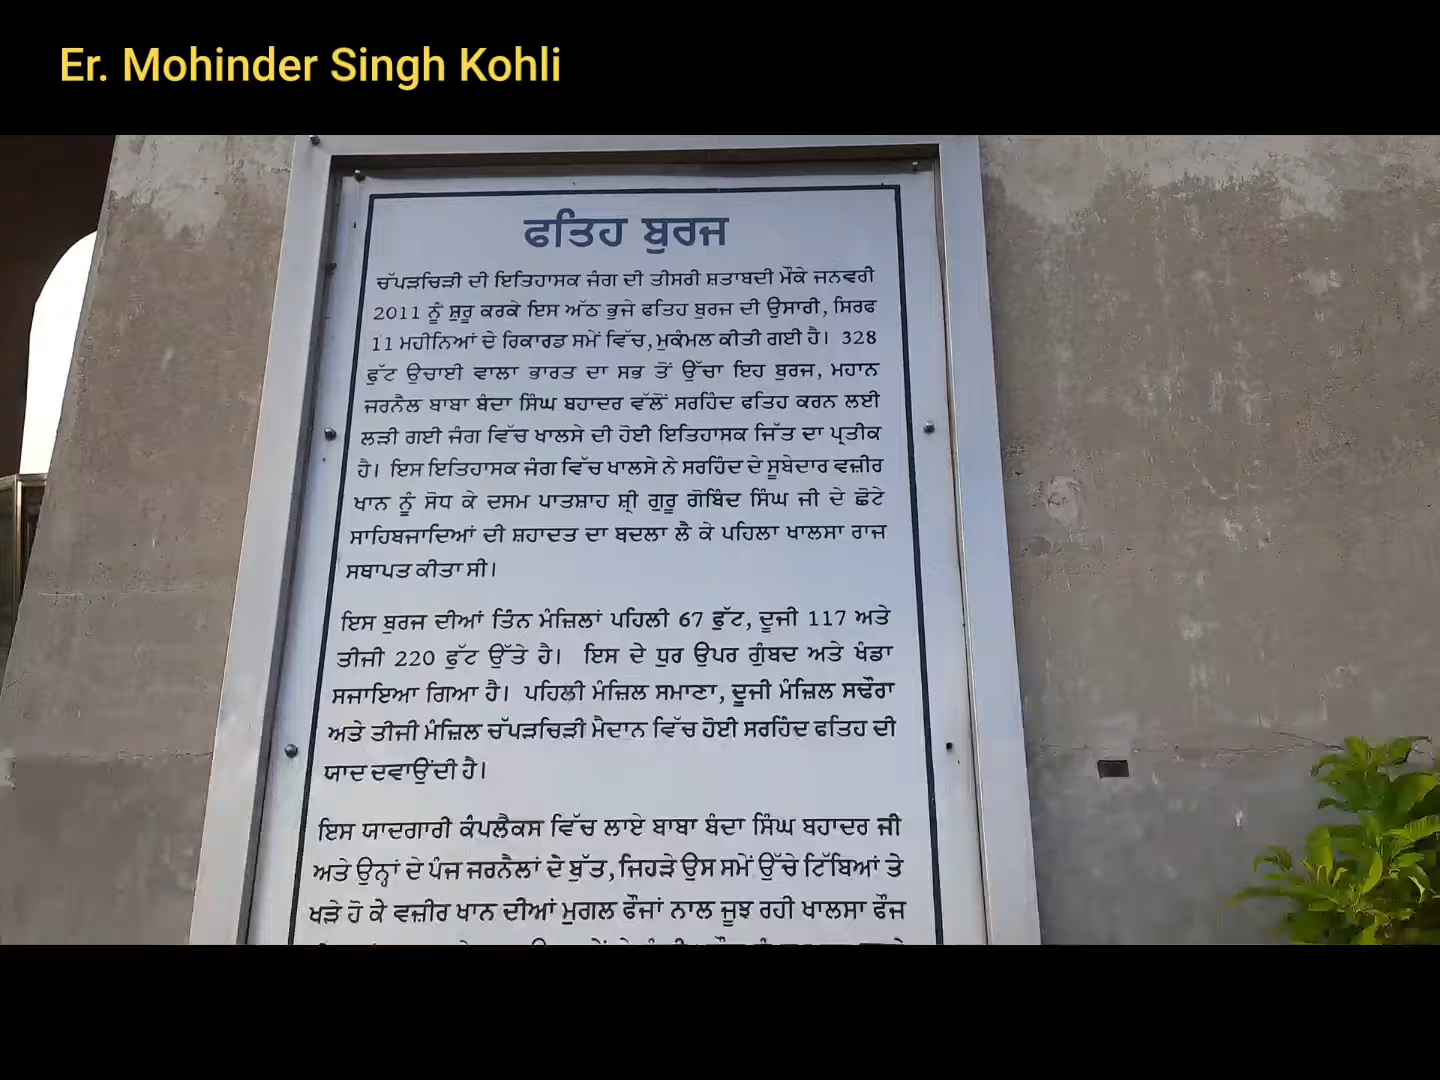 Er. Mohinder Singh Kohli
ਫਤਿਹ ਬੁਰਜ
ਚੱਪੜਚਿੜੀ ਦੀ ਇਤਿਹਾਸਕ ਜੰਗ ਦੀ ਤੀਸਰੀ ਸ਼ਤਾਬਦੀ ਮੌਕੇ ਜਨਵਰੀ
2011 ਨੂੰ ਸ਼ੁਰੂ ਕਰਕੇ ਇਸ ਅੱਠ ਭੁਜੇ ਫਤਿਹ ਬੁਰਜ ਦੀ ਉਸਾਰੀ, ਸਿਰਫ
11 ਮਹੀਨਿਆਂ ਦੇ ਰਿਕਾਰਡ ਸਮੇਂ ਵਿੱਚ, ਮੁਕੰਮਲ ਕੀਤੀ ਗਈ ਹੈ। 328
ਫੁੱਟ ਉਚਾਈ ਵਾਲਾ ਭਾਰਤ ਦਾ ਸਭ ਤੋਂ ਉੱਚਾ ਇਹ ਬੁਰਜ, ਮਹਾਨ
ਜਰਨੈਲ ਬਾਬਾ ਬੰਦਾ ਸਿੰਘ ਬਹਾਦਰ ਵੱਲੋਂ ਸਰਹਿੰਦ ਫਤਿਹ ਕਰਨ ਲਈ
ਲੜੀ ਗਈ ਜੰਗ ਵਿੱਚ ਖਾਲਸੇ ਦੀ ਹੋਈ ਇਤਿਹਾਸਕ ਜਿੱਤ ਦਾ ਪ੍ਰਤੀਕ
ਹੈ। ਇਸ ਇਤਿਹਾਸਕ ਜੰਗ ਵਿੱਚ ਖਾਲਸੇ ਨੇ ਸਰਹਿੰਦ ਦੇ ਸੂਬੇਦਾਰ ਵਜ਼ੀਰ
ਖਾਨ ਨੂੰ ਸੋਧ ਕੇ ਦਸਮ ਪਾਤਸ਼ਾਹ ਸ਼੍ਰੀ ਗੁਰੂ ਗੋਬਿੰਦ ਸਿੰਘ ਜੀ ਦੇ ਛੋਟੇ
ਸਾਹਿਬਜਾਦਿਆਂ ਦੀ ਸ਼ਹਾਦਤ ਦਾ ਬਦਲਾ ਲੈ ਕੇ ਪਹਿਲਾ ਖਾਲਸਾ ਰਾਜ
ਸਥਾਪਤ ਕੀਤਾ ਸੀ।
ਇਸ ਬੁਰਜ ਦੀਆਂ ਤਿੰਨ ਮੰਜ਼ਿਲਾਂ ਪਹਿਲੀ 67 ਫੁੱਟ, ਦੂਜੀ 117 ਅਤੇ
ਤੀਜੀ 220 ਫੁੱਟ ਉੱਤੇ ਹੈ। ਇਸ ਦੇ ਧੁਰ ਉਪਰ ਗੁੰਬਦ ਅਤੇ ਖੰਡਾ
ਸਜਾਇਆ ਗਿਆ ਹੈ। ਪਹਿਲੀ ਮੰਜ਼ਿਲ ਸਮਾਣਾ, ਦੂਜੀ ਮੰਜ਼ਿਲ ਸਢੌਰਾ
ਅਤੇ ਤੀਜੀ ਮੰਜ਼ਿਲ ਚੱਪੜਚਿੜੀ ਮੈਦਾਨ ਵਿੱਚ ਹੋਈ ਸਰਹਿੰਦ ਫਤਿਹ ਦੀ
ਯਾਦ ਦਵਾਉਂਦੀ ਹੈ।
ਇਸ ਯਾਦਗਾਰੀ ਕੰਪਲੈਕਸ ਵਿੱਚ ਲਾਏ ਬਾਬਾ ਬੰਦਾ ਸਿੰਘ ਬਹਾਦਰ ਜੀ
ਅਤੇ ਉਨ੍ਹਾਂ ਦੇ ਪੰਜ ਜਰਨੈਲਾਂ ਦੇ ਬੁੱਤ, ਜਿਹੜੇ ਉਸ ਸਮੇਂ ਉੱਚੇ ਟਿੱਬਿਆਂ ਤੇ
ਖੜੇ ਹੋ ਕੇ ਵਜ਼ੀਰ ਖਾਨ ਦੀਆਂ ਮੁਗਲ ਫੌਜਾਂ ਨਾਲ ਜੂਝ ਰਹੀ ਖਾਲਸਾ ਫੌਜ